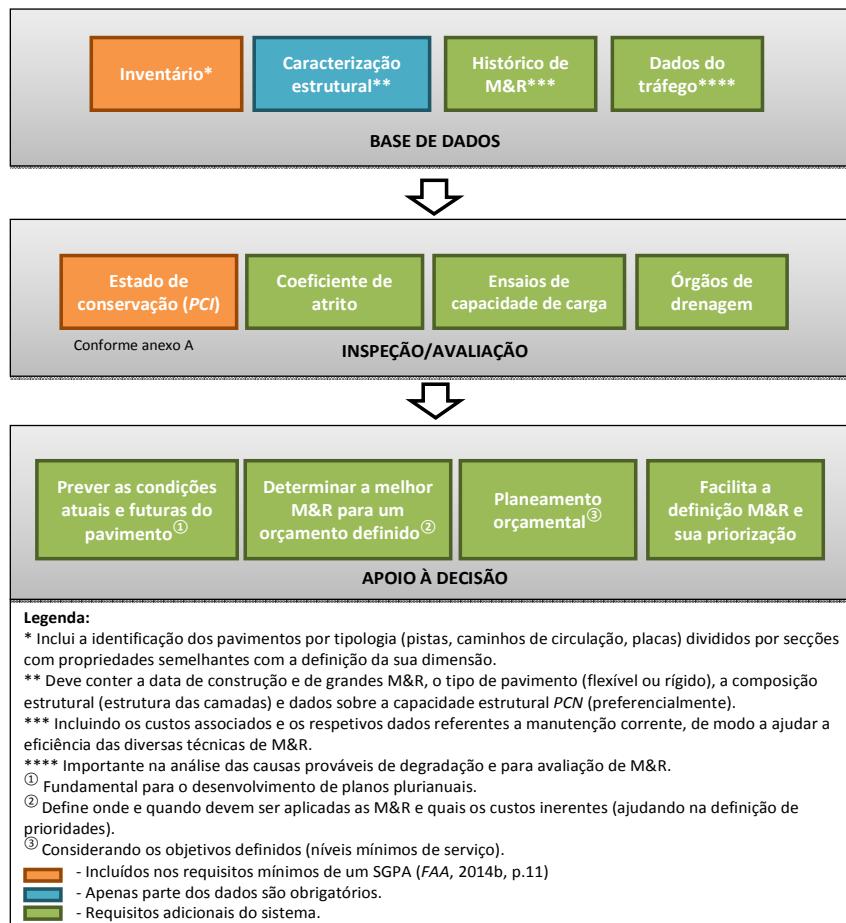 Inventário*
Caracterização
estrutural**
Histórico de
M&R***
Dados do
tráfego****
BASE DE DADOS
Estado de
conservação (PCI)
Coeficiente de
atrito
Ensaios de
capacidade de carga
Órgãos de
drenagem
Conforme anexo A
INSPEÇÃO/AVALIAÇÃO
Prever as condições
atuais e futuras do
pavimento①
Determinar a melhor
M&R para um
orçamento definido②
Planeamento
orçamental③
Facilita a
definição M&R e
sua priorização
APOIO À DECISÃO
Legenda:
* Inclui a identificação dos pavimentos por tipologia (pistas, caminhos de circulação, placas) divididos por secções
com propriedades semelhantes com a definição da sua dimensão.
** Deve conter a data de construção e de grandes M&R, o tipo de pavimento (flexível ou rígido), a composição
estrutural (estrutura das camadas) e dados sobre a capacidade estrutural PCN (preferencialmente).
*** Incluindo os custos associados e os respetivos dados referentes a manutenção corrente, de modo a ajudar a
eficiência das diversas técnicas de M&R.
**** Importante na análise das causas prováveis de degradação e para avaliação de M&R.
① Fundamental para o desenvolvimento de planos plurianuais.
② Define onde e quando devem ser aplicadas as M&R e quais os custos inerentes (ajudando na definição de
prioridades).
③ Considerando os objetivos definidos (níveis mínimos de serviço).
- Incluídos nos requisitos mínimos de um SGPA (FAA, 2014b, p.11)
- Apenas parte dos dados são obrigatórios.
- Requisitos adicionais do sistema.